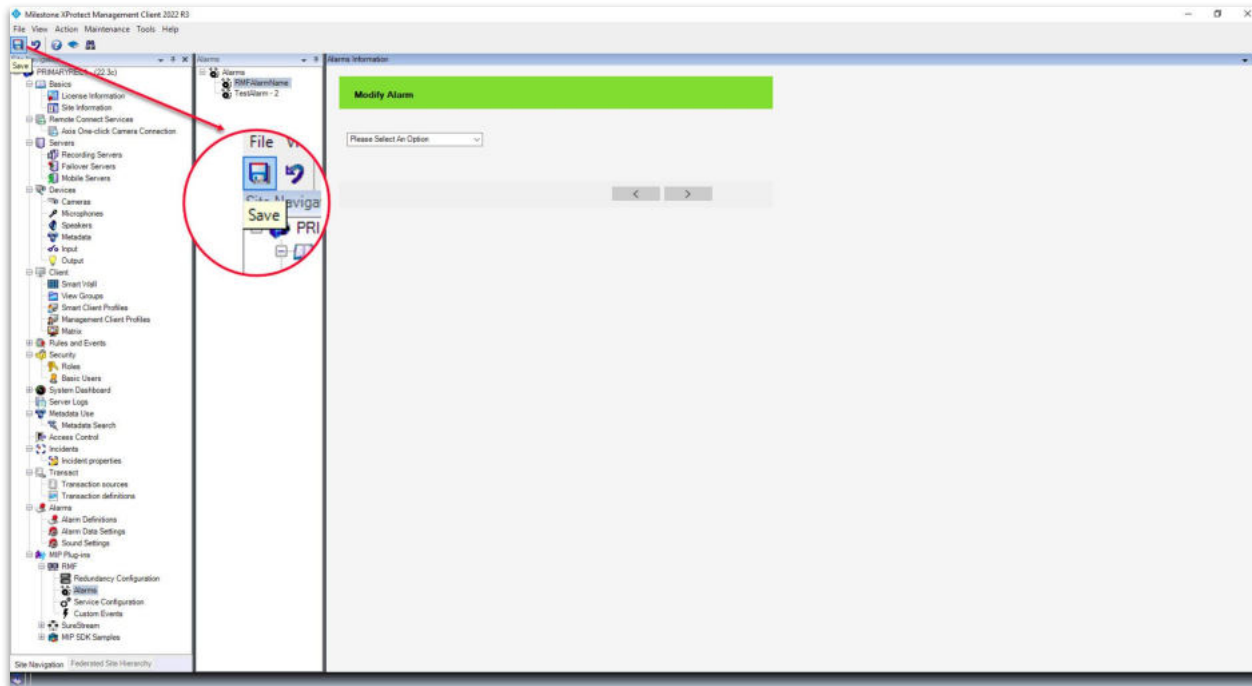 Milestone XProtect Management Client 2022 R3
File View Action Maintenance Tools Help
Save
PRIMARYREC
(22.3c)
Basics
License Information
Site Information
Remote Connect Services
Axis One-click Camera Connection
Servers
Recording Servers
Failover Servers
Mobile Servers
Devices
Cameras
Microphones
Speakers
Metadata
Input
Output
Client
Smart Wall
View Groups
Smart Client Profiles
Management Client Profiles
Matrix
Rules and Events
Security
Roles
Basic Users
System Dashboard
Server Logs
Metadata Use
Metadata Search
Access Control
Incidents
Incident properties
Transact
Transaction sources
Transaction definitions
Alarms
Alarm Definitions
Alarm Data Settings
Sound Settings
MIP Plug-ins
RMF
Redundancy Configuration
Alarms
Service Configuration
Custom Events
SureStream
MIP SDK Samples
Site Navigation Federated Site Hierarchy
Alarms
Alarms
RMFAlarmName
TestAlarm - 2
File
Site Naviga
Save
PRI
Alarms Information
Modify Alarm
Please Select An Option
< >